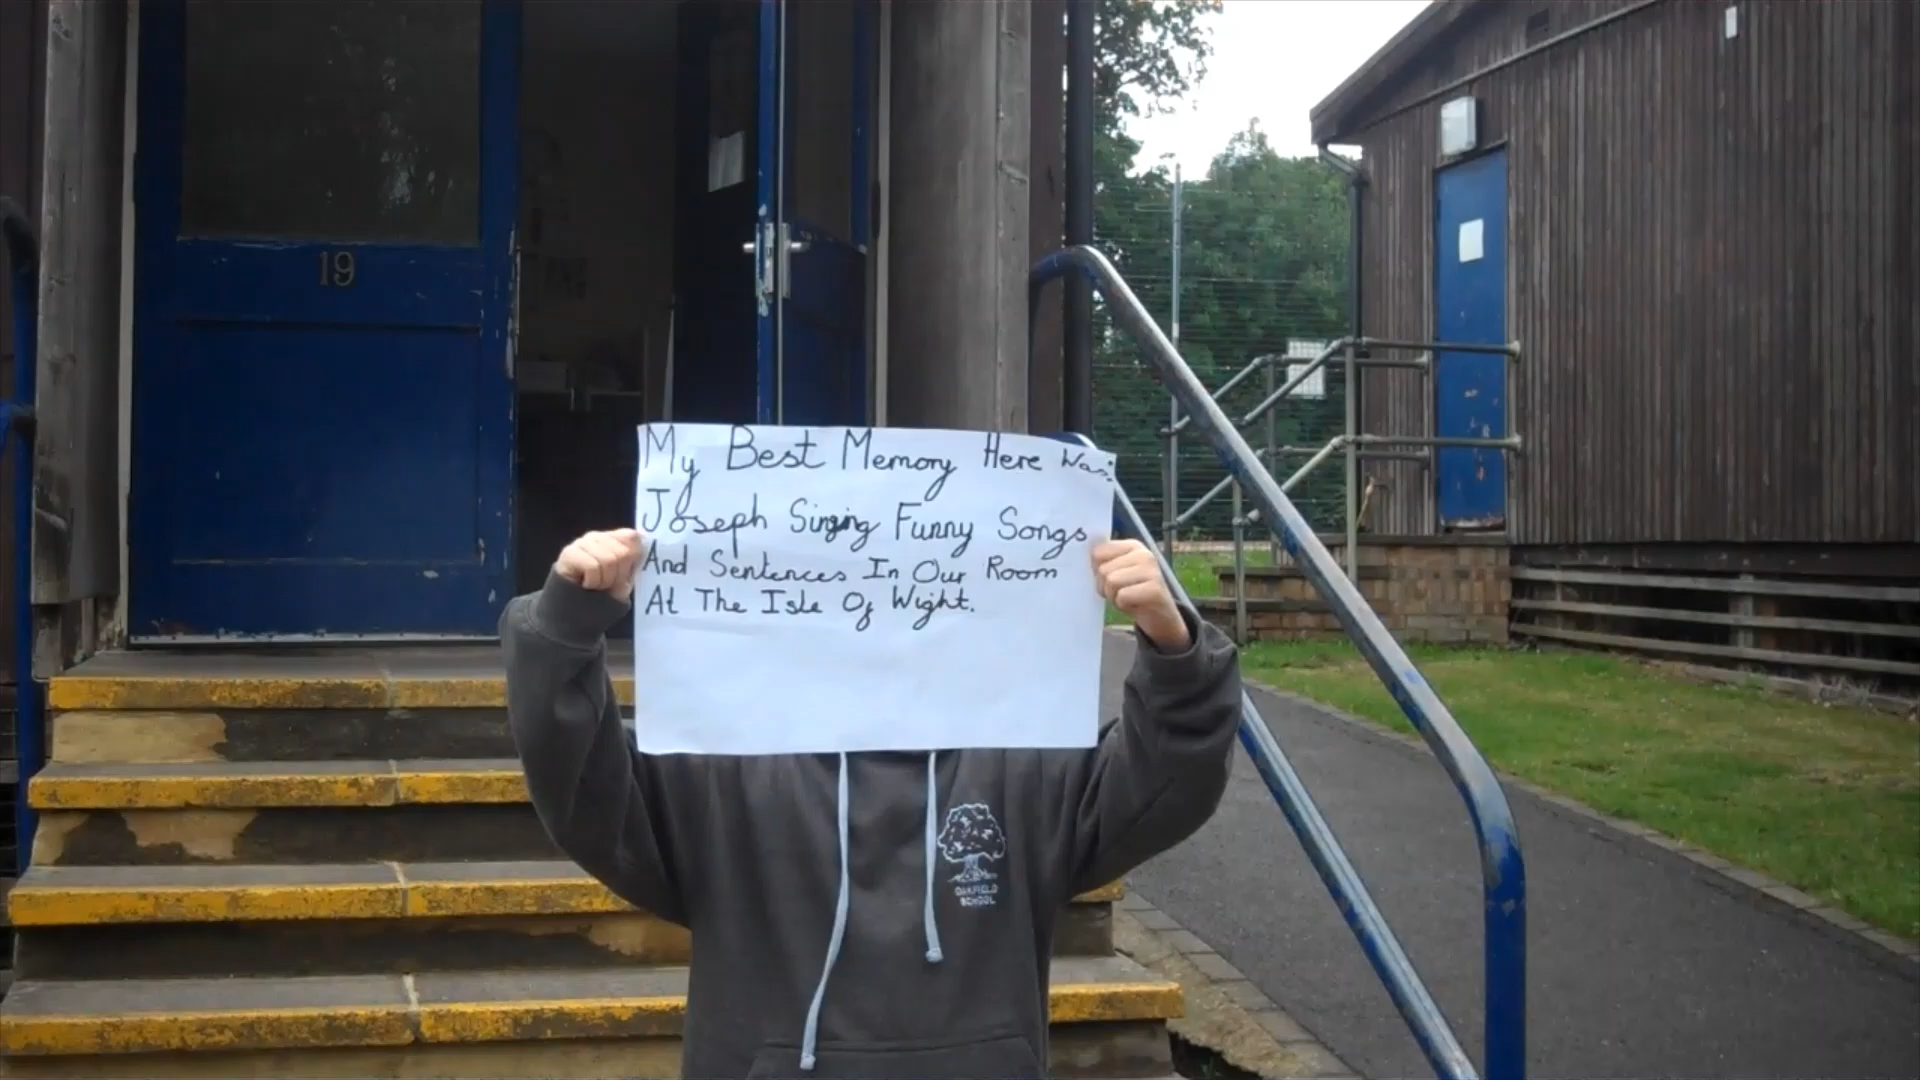 19
My Best Memory Here Was:
Joseph Singing Funny Songs
And Sentences In Our Room
At The Isle Of Wight.
OAKFIELD
SCHOOL